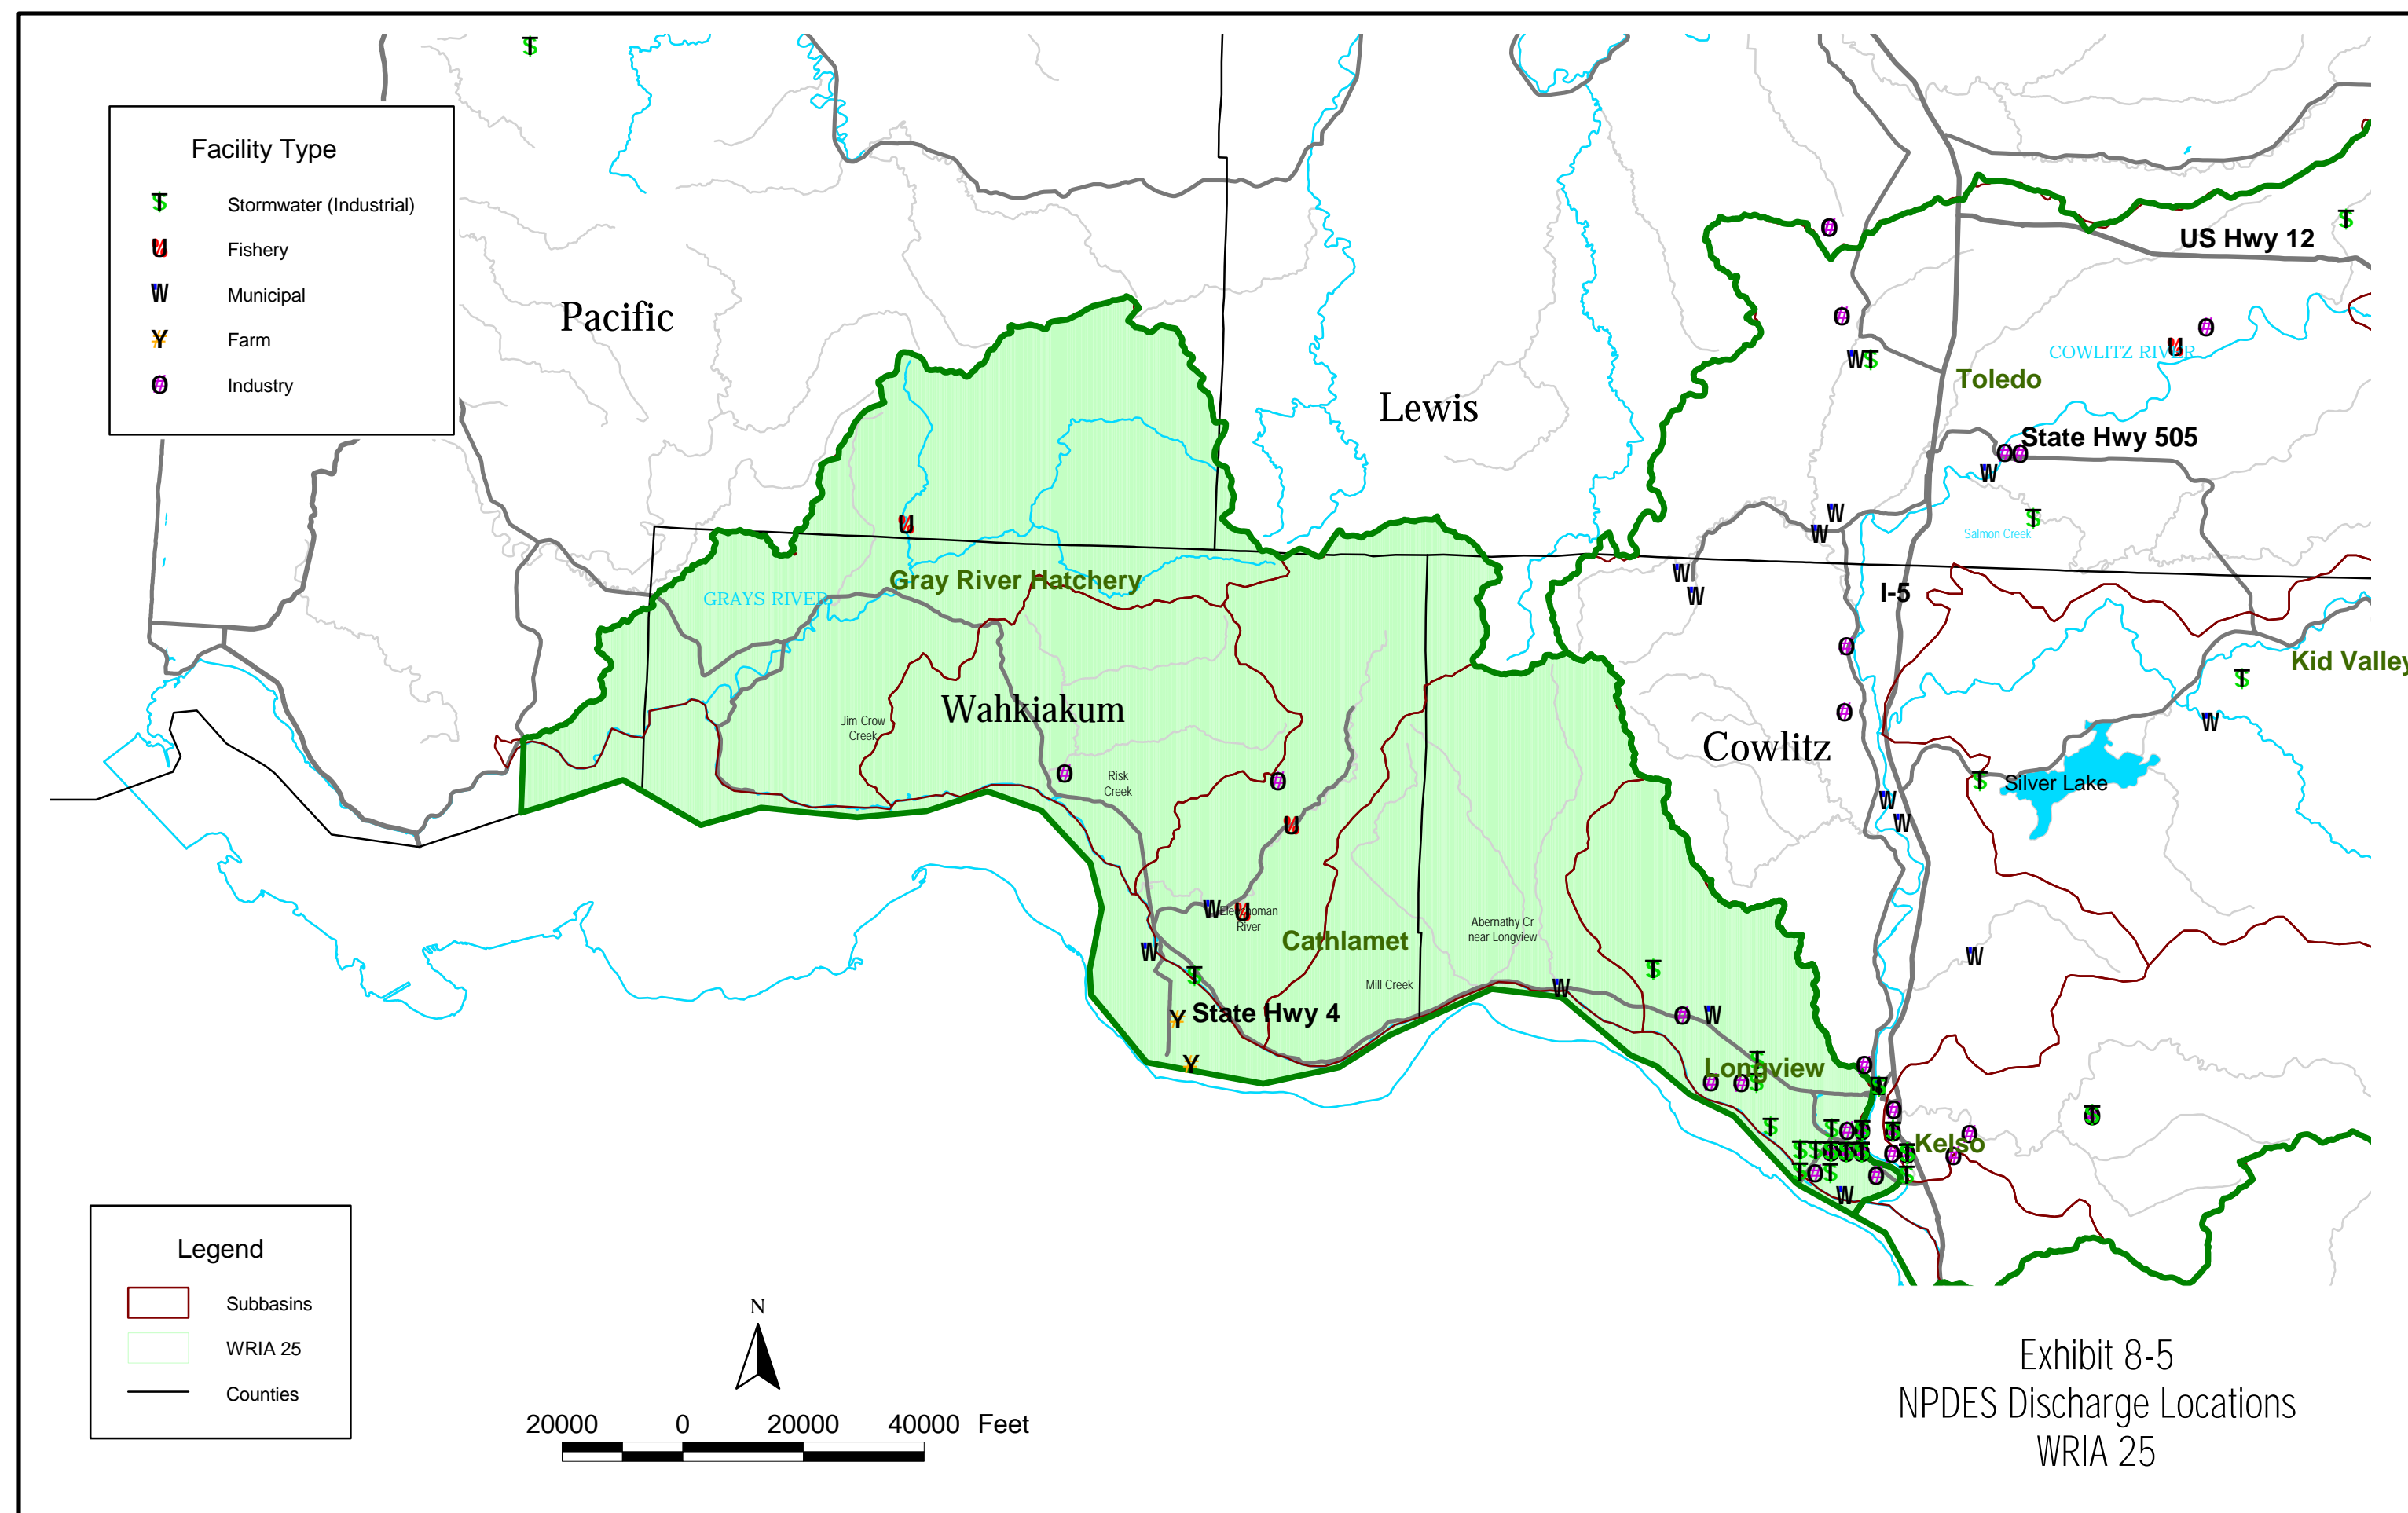 Facility Type
Stormwater (Industrial)
Fishery
Municipal
Farm
Industry
Pacific
Lewis
US Hwy 12
COWLITZ RIVER
Toledo
State Hwy 505
Salmon Creek
Gray River Hatchery
GRAYS RIVER
I-5
Kid Valley
Wahkiakum
Jim Crow
Creek
Cowlitz
Risk
Creek
Silver Lake
River
Cathlamet
Abernathy Cr
near Longview
Mill Creek
State Hwy 4
Longview
Kelso
Legend
Subbasins
WRIA 25
Counties
N
20000 0 20000 40000 Feet
Exhibit 8-5
NPDES Discharge Locations
WRIA 25